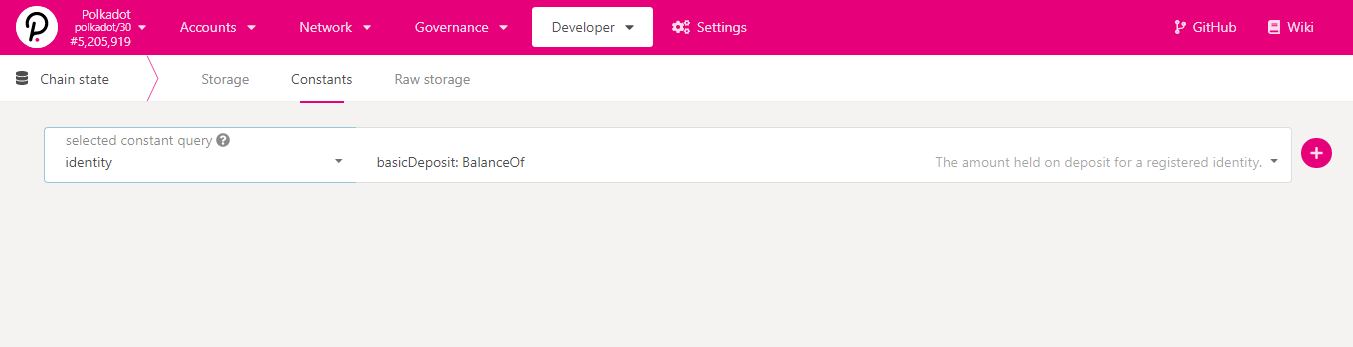 Polkadot
polkadot/30
#5,205,919
Accounts
Network
Governance
Developer
Settings
GitHub
Wiki
Chain state
Storage
Constants
Raw storage
selected constant query
identity
basicDeposit: BalanceOf
The amount held on deposit for a registered identity.